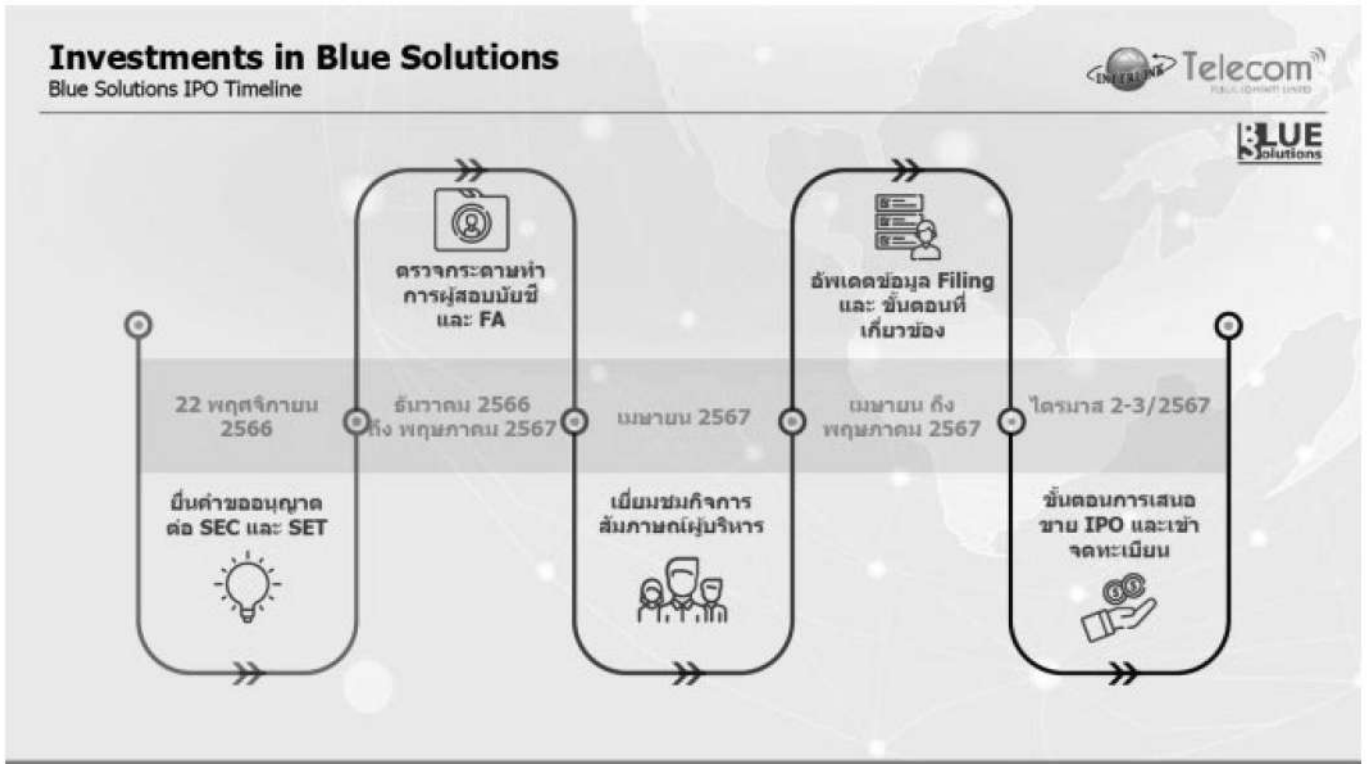 Investments in Blue Solutions
Blue Solutions IPO Timeline
INTERLINK Telecom
PUBLIC COMPANY LIMITED
BLUE
Solutions
ตรวจกระดาษทำ
การผู้สอบบัญชี
และ FA
อัพเดตข้อมูล Filing
และ ขั้นตอนที่
เกี่ยวข้อง
22 พฤศจิกายน
2566
ธันวาคม 2566
ถึง พฤษภาคม 2567
เมษายน 2567
เมษายน ถึง
พฤษภาคม 2567
ไตรมาส 2-3/2567
ยื่นคำขออนุญาต
ต่อ SEC และ SET
เยี่ยมชมกิจการ
สัมภาษณ์ผู้บริหาร
ขั้นตอนการเสนอ
ขาย IPO และเข้า
จดทะเบียน